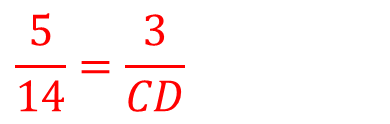 5/14 = 3/CD